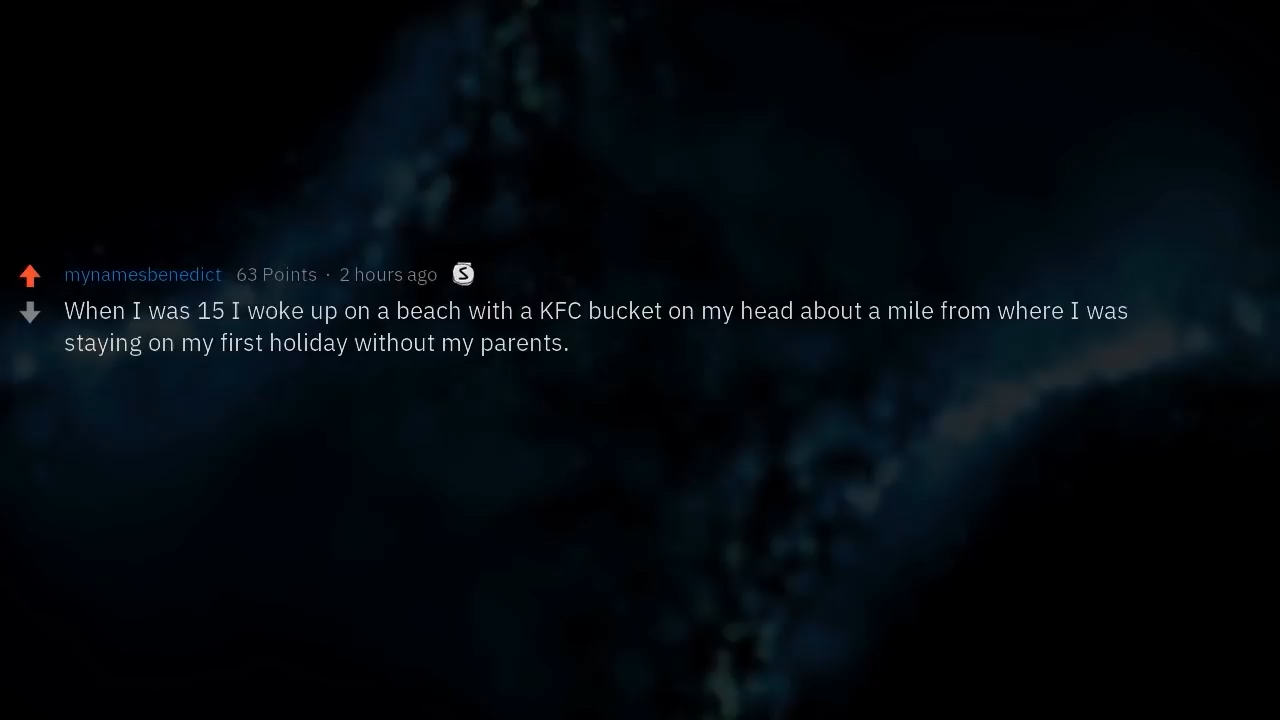 mynamesbenedict 63 Points · 2 hours ago S
When I was 15 I woke up on a beach with a KFC bucket on my head about a mile from where I was
staying on my first holiday without my parents.